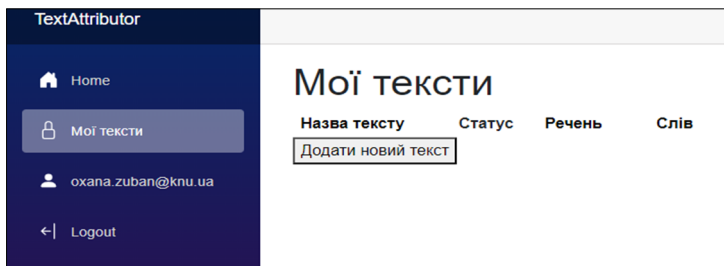 TextAttributor
Home
Мої тексти
oxana.zuban@knu.ua
Logout
Мої тексти
Назва тексту Статус Речень Слів
Додати новий текст